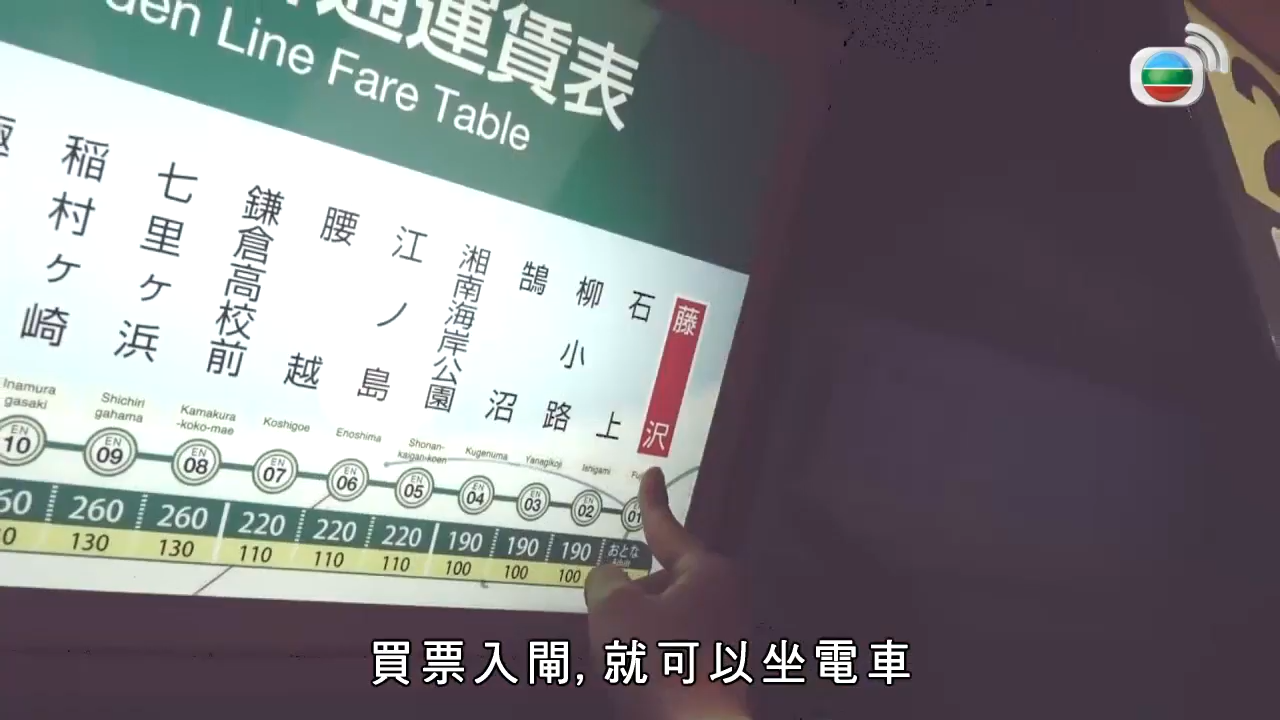 通運賃表
den Line Fare Table
稲村ヶ崎
七里ヶ浜
鎌倉高校前
腰越
江ノ島
湘南海岸公園
鵠沼
柳小路
石上
藤沢
Inamura
gasaki
Shichiri
gahama
Kamakura
-koko-mae
Koshigoe
Enoshima
Shonan-
kaigan-koen
Kugenuma
Yanagikoji
Ishigami
EN 10
EN 09
EN 08
EN 07
EN 06
EN 05
EN 04
EN 03
EN 02
01
60 260 260 220 220 220 190 190 190 おとな
Adult
0 130 130 110 110 110 100 100 100
買票入閘, 就可以坐電車